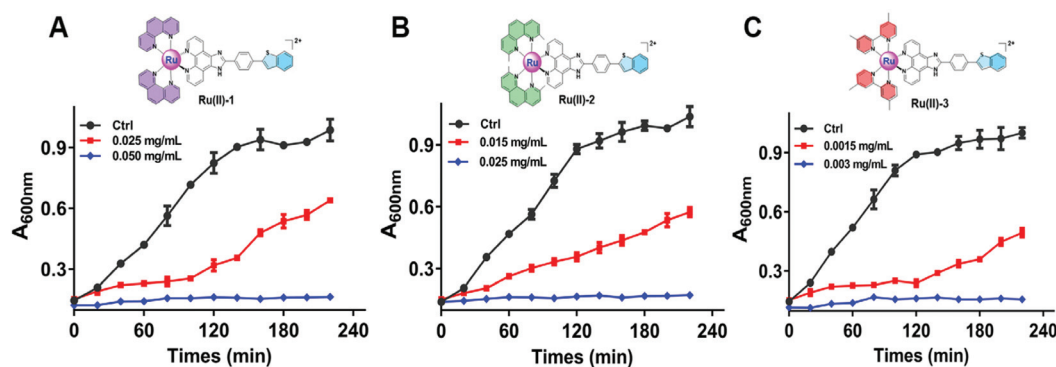 A
Ru
N
N
N
N
N
N
N
NH
S
2+
Ru(II)-1
Ctrl
0.025 mg/mL
0.050 mg/mL
A600nm
0.9
0.6
0.3
0 60 120 180 240
Times (min)
B
Ru
N
N
N
N
N
N
N
NH
S
2+
Ru(II)-2
Ctrl
0.015 mg/mL
0.025 mg/mL
A600nm
0.9
0.6
0.3
0 60 120 180 240
Times (min)
C
Ru
N
N
N
N
N
N
N
NH
S
2+
Ru(II)-3
Ctrl
0.0015 mg/mL
0.003 mg/mL
A600nm
0.9
0.6
0.3
0 60 120 180 240
Times (min)